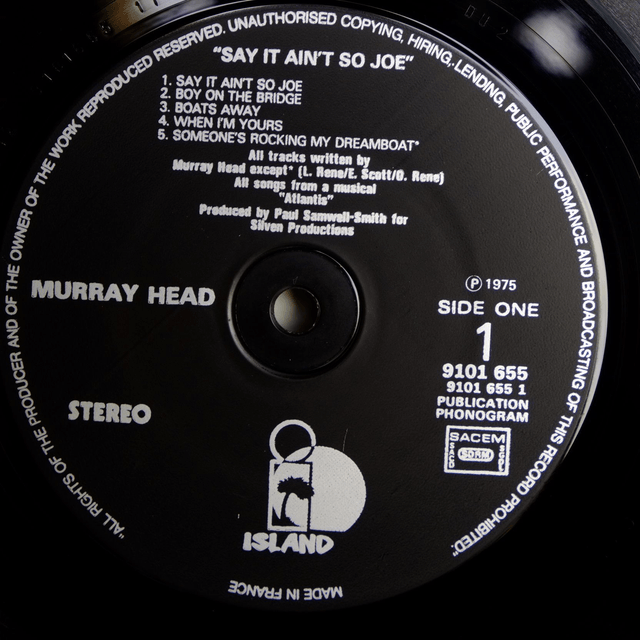 "ALL RIGHTS OF THE PRODUCER AND OF THE OWNER OF THE WORK REPRODUCED RESERVED. UNAUTHORISED COPYING, HIRING, LENDING, PUBLIC PERFORMANCE AND BROADCASTING OF THIS RECORD PROHIBITED".
"SAY IT AIN'T SO JOE"
1. SAY IT AIN'T SO JOE
2. BOY ON THE BRIDGE
3. BOATS AWAY
4. WHEN I'M YOURS
5. SOMEONE'S ROCKING MY DREAMBOAT*
All tracks written by
Murray Head except* (L. Rene/E. Scott/O. Rene)
All songs from a musical
"Atlantis"
Produced by Paul Samwell-Smith for
Silven Productions
MURRAY HEAD
℗ 1975
SIDE ONE
1
9101 655
9101 655 1
PUBLICATION
PHONOGRAM
STEREO
SACEM
SACD SDRM
ISLAND
MADE IN FRANCE